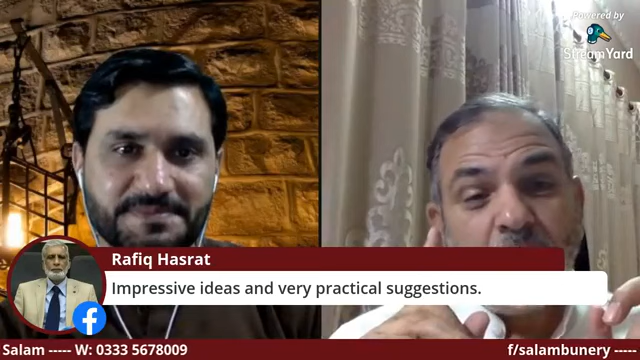 Powered by
StreamYard
Rafiq Hasrat
Impressive ideas and very practical suggestions.
Salam ----- W: 0333 5678009
f/salambunery -----